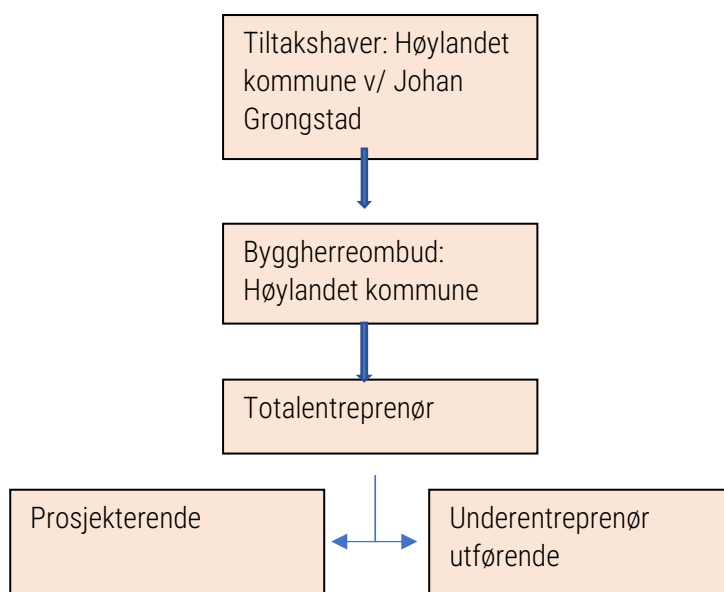 Tiltakshaver: Høylandet
kommune v/ Johan
Grongstad
Byggherreombud:
Høylandet kommune
Totalentreprenør
Prosjekterende
Underentreprenør
utførende